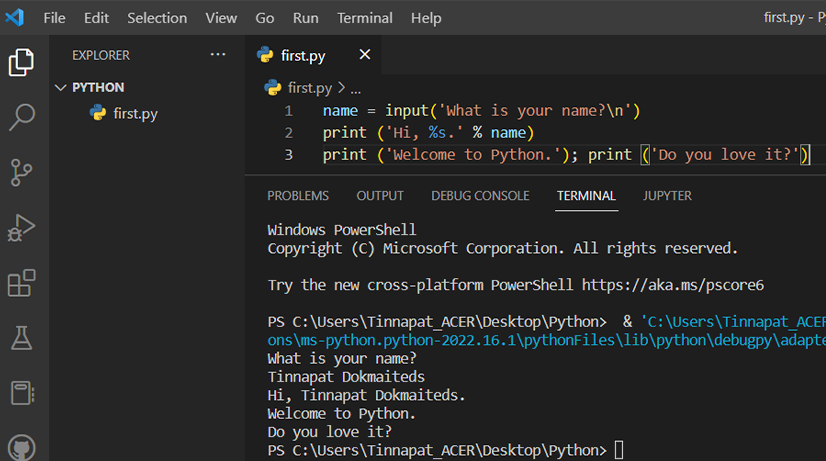 File Edit Selection View Go Run Terminal Help first.py - P
EXPLORER ···
first.py
PYTHON
first.py
first.py > ...
1 name = input('What is your name?\n')
2 print ('Hi, %s.' % name)
3 print ('Welcome to Python.'); print ('Do you love it?')
PROBLEMS OUTPUT DEBUG CONSOLE TERMINAL JUPYTER
Windows PowerShell
Copyright (C) Microsoft Corporation. All rights reserved.
Try the new cross-platform PowerShell https://aka.ms/pscore6
PS C:\Users\Tinnapat_ACER\Desktop\Python>  & 'C:\Users\Tinnapat_ACER
ons\ms-python.python-2022.16.1\pythonFiles\lib\python\debugpy\adapte
What is your name?
Tinnapat Dokmaiteds
Hi, Tinnapat Dokmaiteds.
Welcome to Python.
Do you love it?
PS C:\Users\Tinnapat_ACER\Desktop\Python>